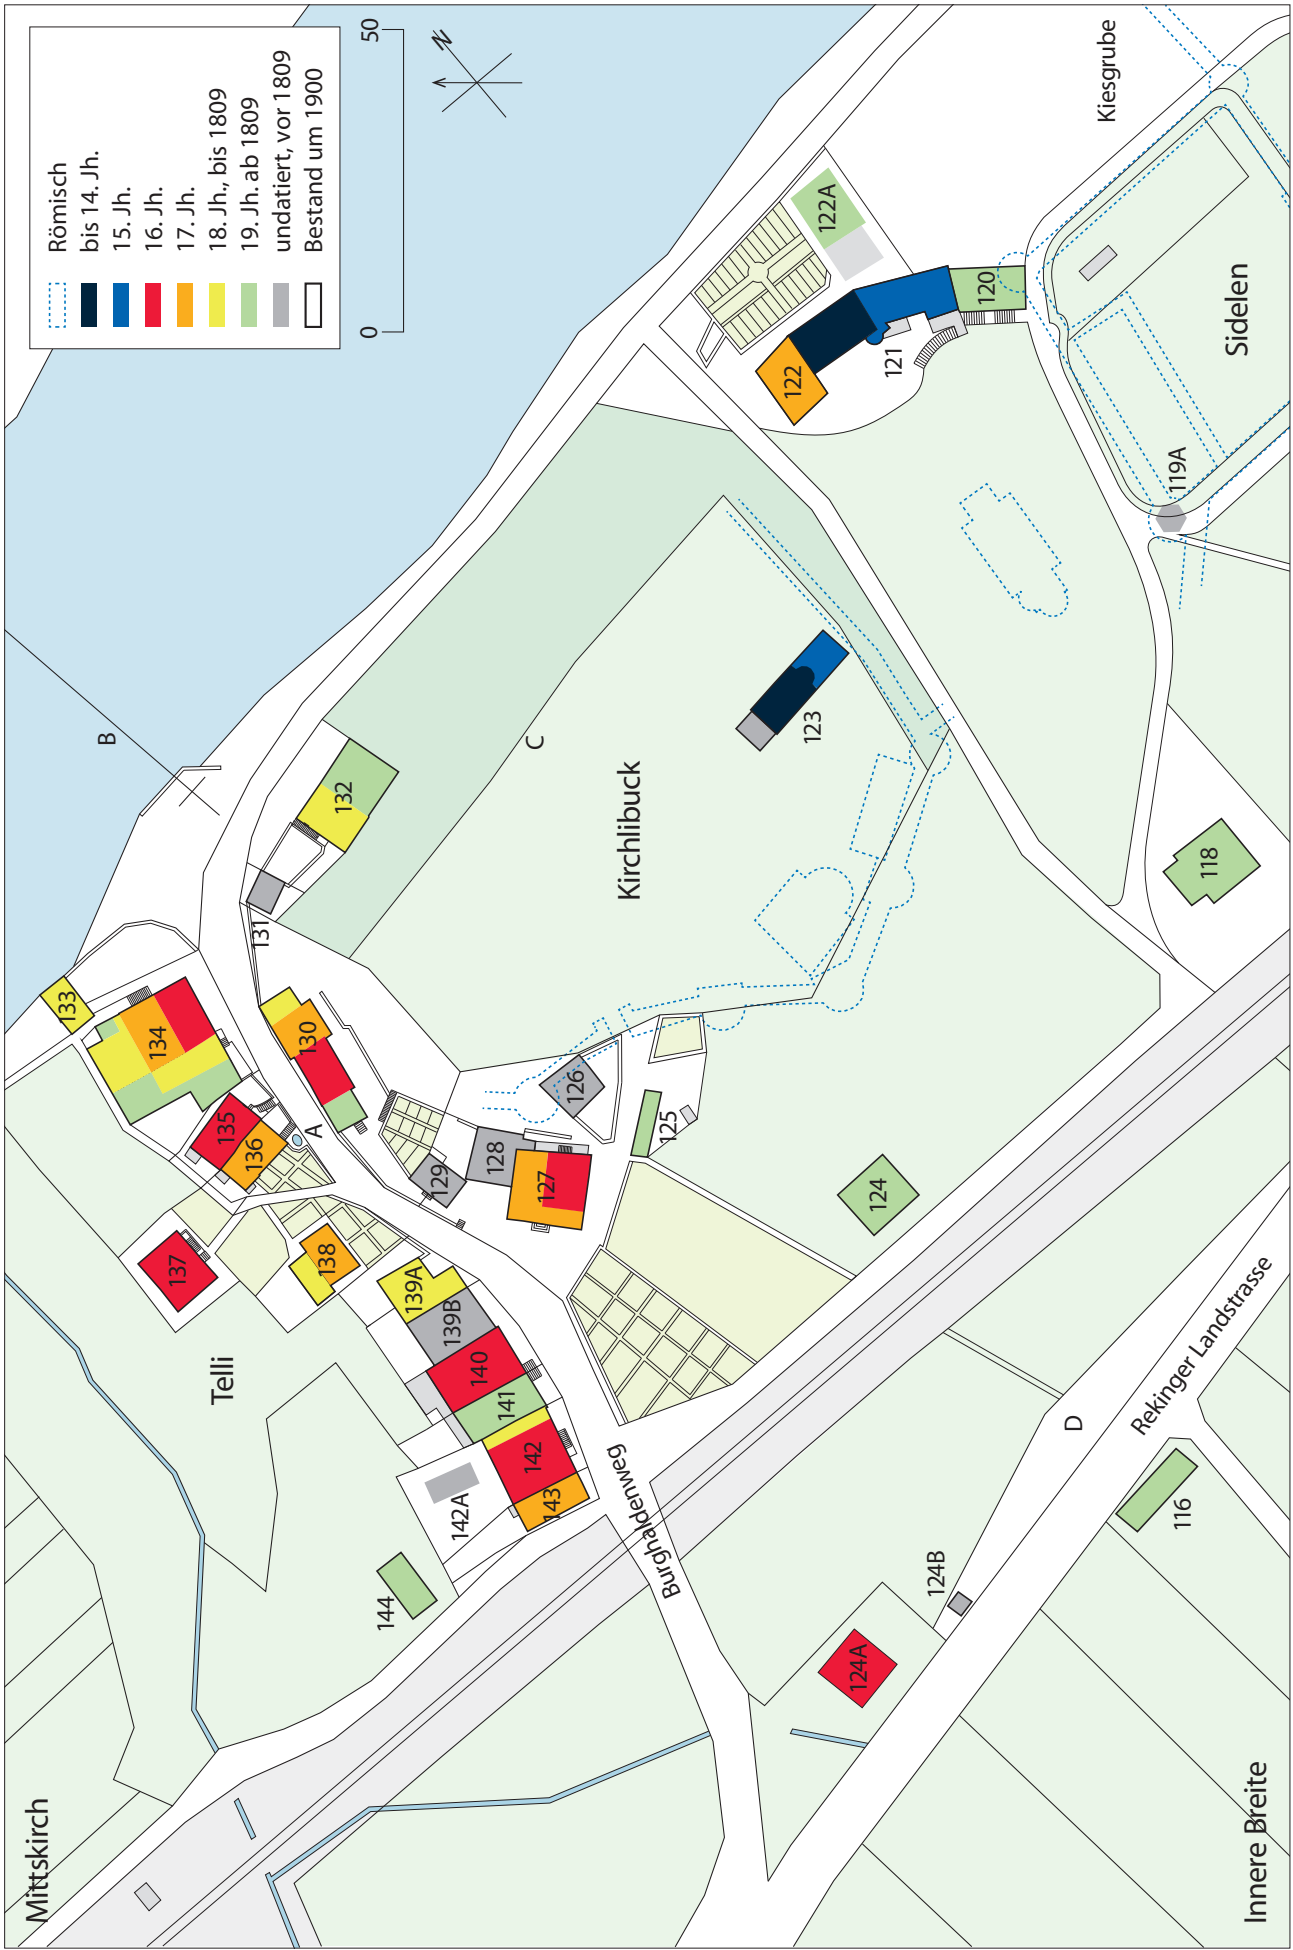 Römisch
bis 14. Jh.
15. Jh.
16. Jh.
17. Jh.
18. Jh., bis 1809
19. Jh. ab 1809
undatiert, vor 1809
Bestand um 1900
0
50
N
Mittskirch
Telli
Kirchlibuck
Sidelen
Kiesgrube
Innere Breite
Rekinger Landstrasse
Burghaldenweg
A
B
C
D
116
118
119A
120
121
122
122A
123
124
124A
124B
125
126
127
128
129
130
131
132
133
134
135
136
137
138
139A
139B
140
141
142
142A
143
144